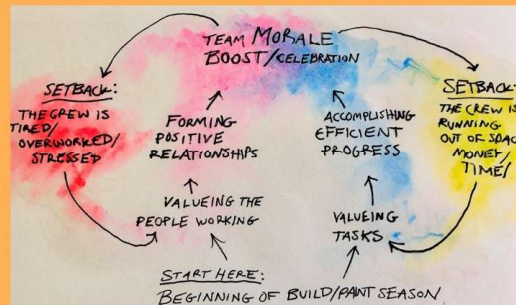 TEAM MORALE
BOOST/CELEBRATION
SETBACK:
THE CREW IS
TIRED/
OVERWORKED/
STRESSED
FORMING
POSITIVE
RELATIONSHIPS
ACCOMPLISHING
EFFICIENT
PROGRESS
SETBACK:
THE CREW IS
RUNNING
OUT OF
MONEY/
TIME/
VALUEING THE
PEOPLE WORKING
VALUEING
TASKS
START HERE:
BEGINNING OF BUILD/PAINT SEASON